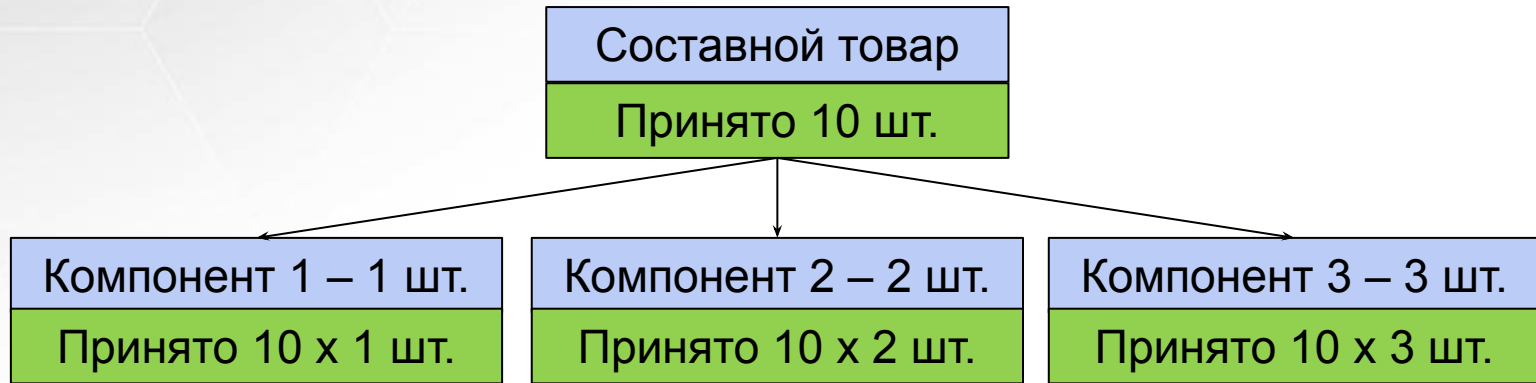 Составной товар
Принято 10 шт.
Компонент 1 – 1 шт.
Принято 10 x 1 шт.
Компонент 2 – 2 шт.
Принято 10 x 2 шт.
Компонент 3 – 3 шт.
Принято 10 x 3 шт.